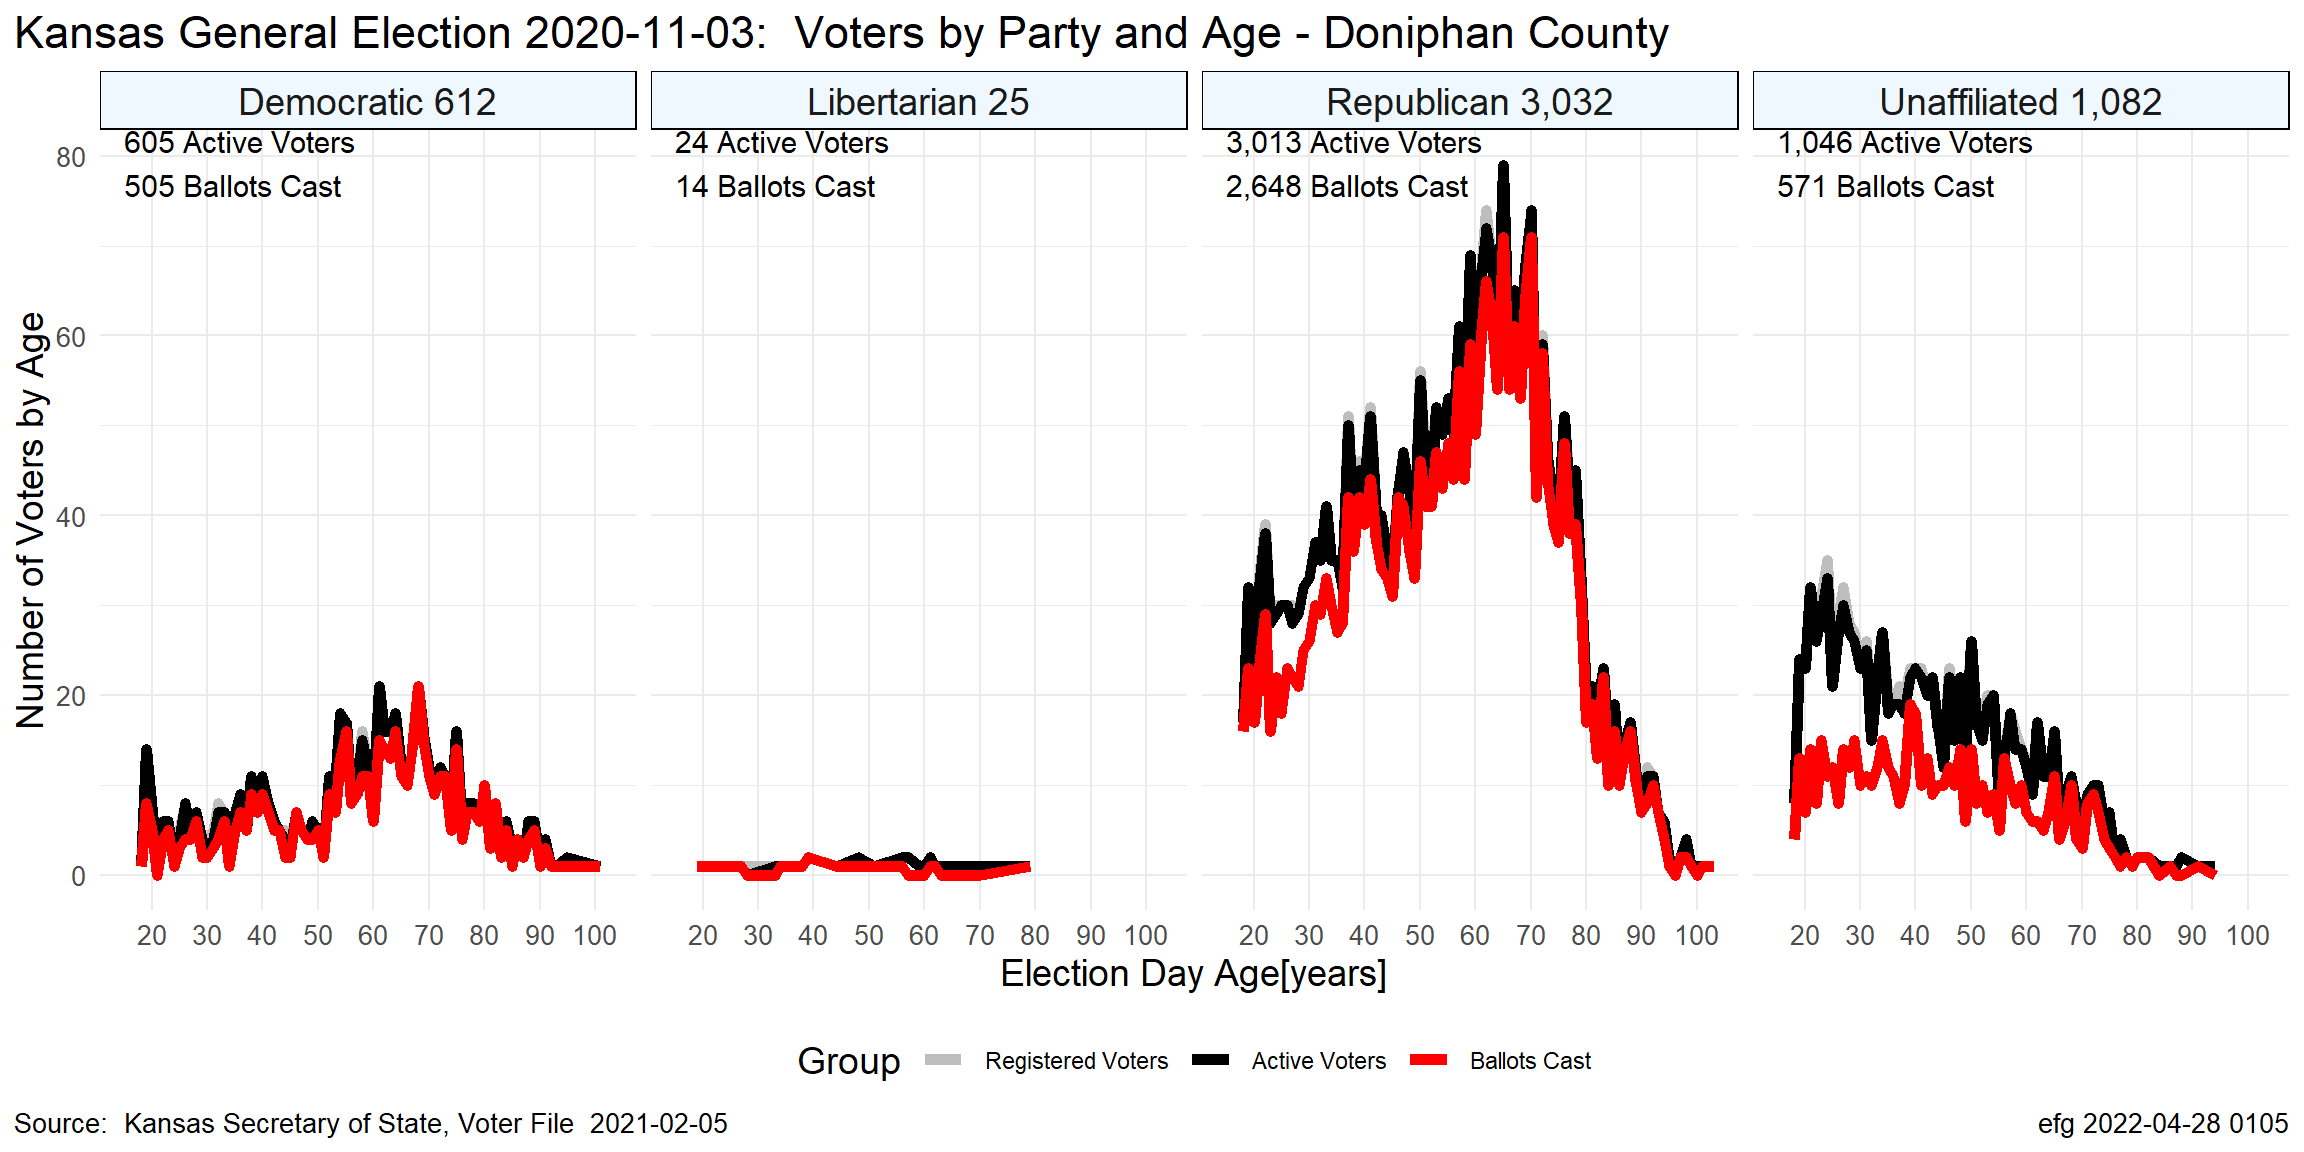 Kansas General Election 2020-11-03:  Voters by Party and Age - Doniphan County
Democratic 612
Libertarian 25
Republican 3,032
Unaffiliated 1,082
605 Active Voters
505 Ballots Cast
24 Active Voters
14 Ballots Cast
3,013 Active Voters
2,648 Ballots Cast
1,046 Active Voters
571 Ballots Cast
Number of Voters by Age
80
60
40
20
0
20 30 40 50 60 70 80 90 100
20 30 40 50 60 70 80 90 100
20 30 40 50 60 70 80 90 100
20 30 40 50 60 70 80 90 100
Election Day Age[years]
Group Registered Voters Active Voters Ballots Cast
Source:  Kansas Secretary of State, Voter File  2021-02-05
efg 2022-04-28 0105